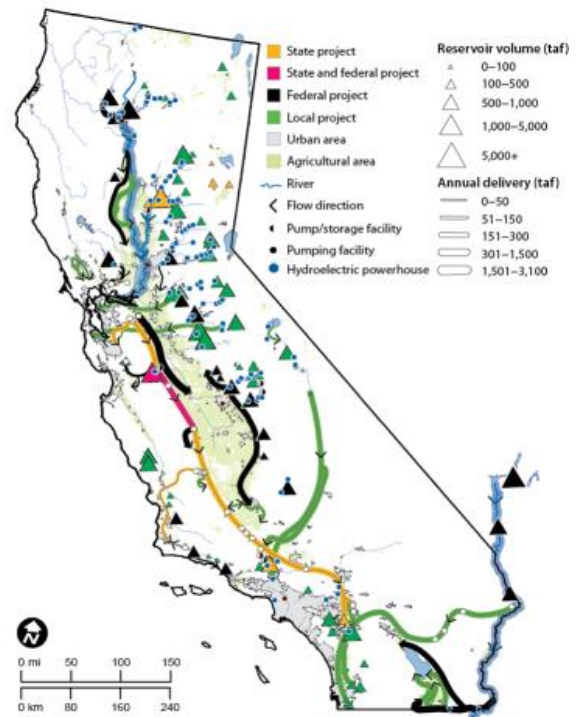 State project
State and federal project
Federal project
Local project
Urban area
Agricultural area
River
Flow direction
Pump/storage facility
Pumping facility
Hydroelectric powerhouse
Reservoir volume (taf)
0–100
100–500
500–1,000
1,000–5,000
5,000+
Annual delivery (taf)
0–50
51–150
151–300
301–1,500
1,501–3,100
N
0 mi 50 100 150
0 km 80 160 240